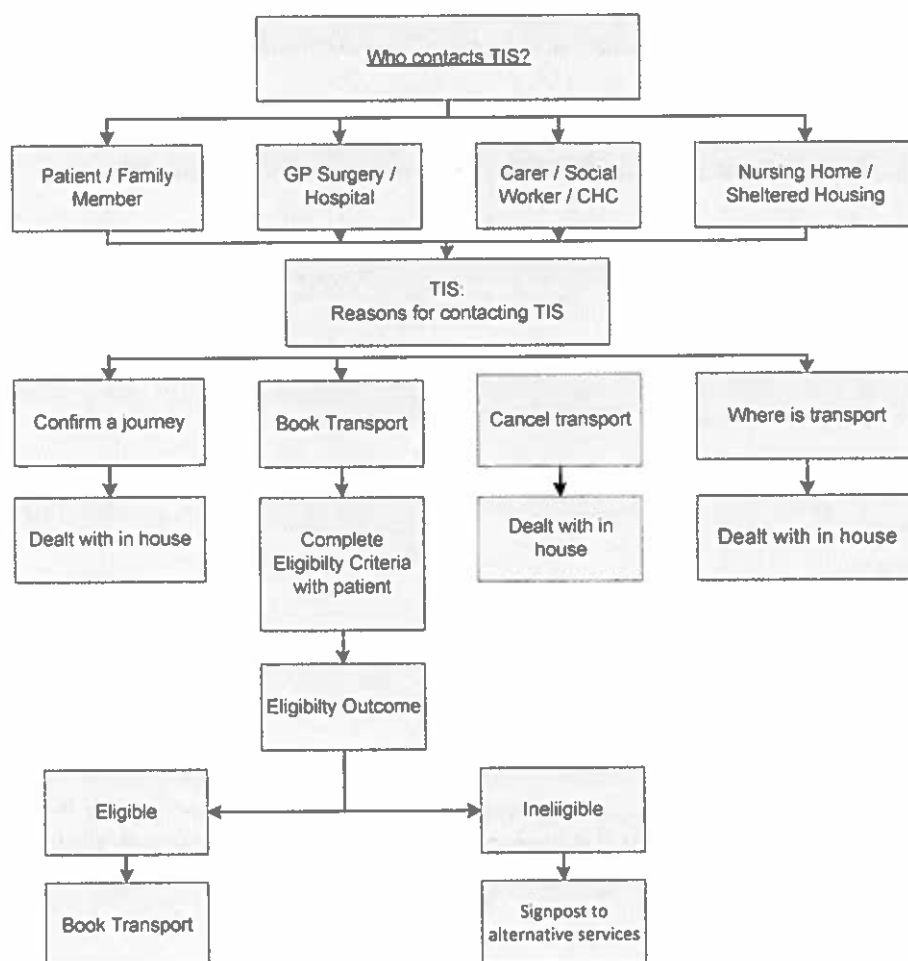 Who contacts TIS?
Patient / Family
Member
GP Surgery /
Hospital
Carer / Social
Worker / CHC
Nursing Home /
Sheltered Housing
TIS:
Reasons for contacting TIS
Confirm a journey
Book Transport
Cancel transport
Where is transport
Dealt with in house
Complete
Eligibilty Criteria
with patient
Dealt with in
house
Dealt with in house
Eligibilty Outcome
Eligible
Ineliigible
Book Transport
Signpost to
alternative services